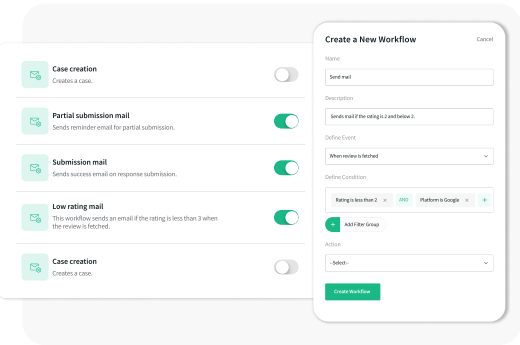 Case creation
Creates a case.
Partial submission mail
Sends reminder email for partial submission.
Submission mail
Sends success email on response submission.
Low rating mail
This workflow sends an email if the rating is less than 3 when
the review is fetched.
Case creation
Creates a case.
Create a New Workflow
Cancel
Name
Send mail
Description
Sends mail if the rating is 2 and below 2.
Define Event
When review is fetched
Define Condition
Rating is less than 2 × AND Platform is Google × +
+ Add Filter Group
Action
--Select--
Create Workflow